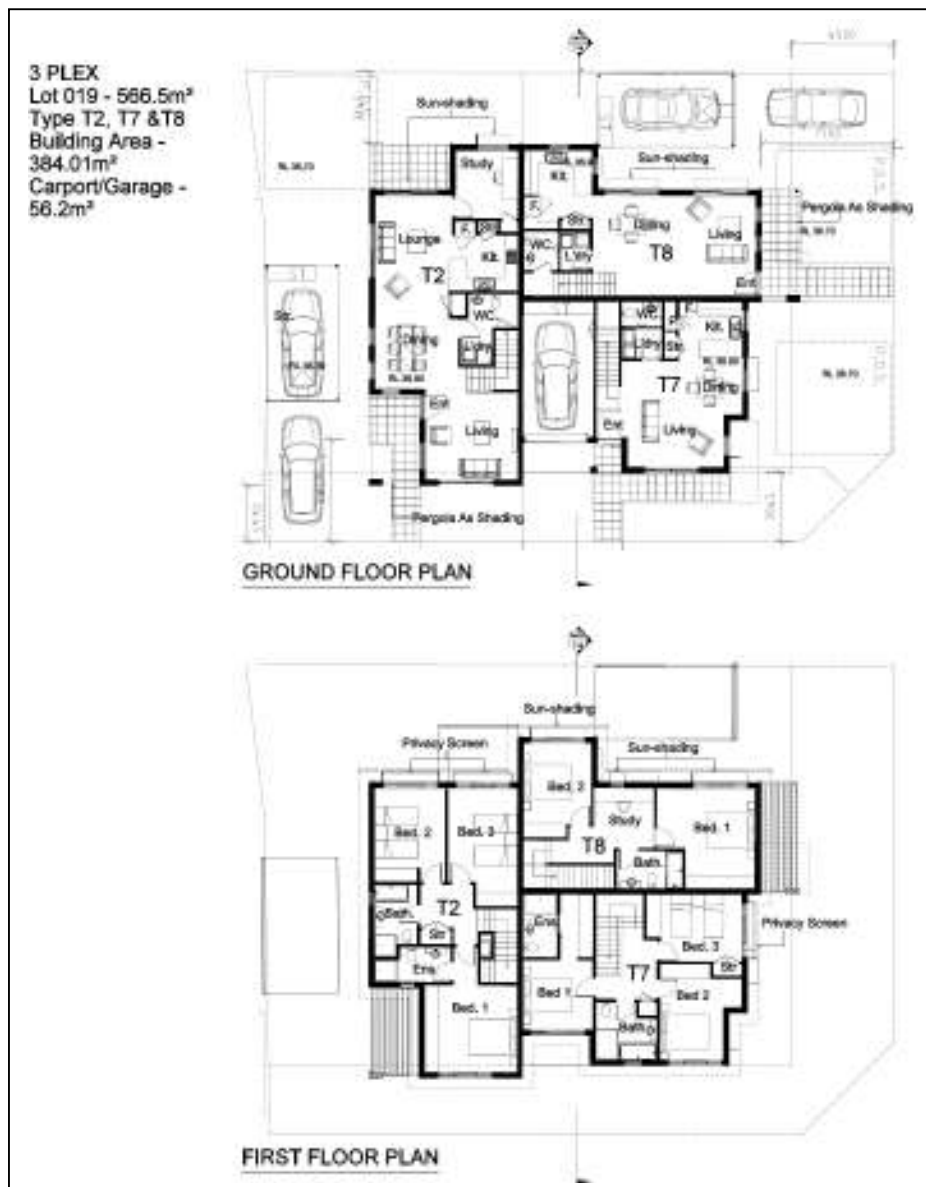 3 PLEX
Lot 019 - 566.5m²
Type T2, T7 &T8
Building Area -
384.01m²
Carport/Garage -
56.2m²
Sun-shading
Study
Kit.
Sun-shading
Pergola As Shading
F.
Str
Dining
Living
Lounge
F.
Str
Kit.
WC.
L'dry
T8
T2
Ent
WC
WC.
F.
Kit.
Str.
Dining
L'dry
L'dry
Str.
T7
Dining
Ent
Living
Ent
Living
Pergola As Shading
GROUND FLOOR PLAN
Sun-shading
Privacy Screen
Sun-shading
Bed. 2
Study
Bed. 1
Bed. 2
Bed. 3
T8
Bath.
T2
Bath.
Str
Ens
Privacy Screen
Bed. 3
Ens
T7
Str
Bed. 1
Bed 1
Bed 2
Bath
FIRST FLOOR PLAN